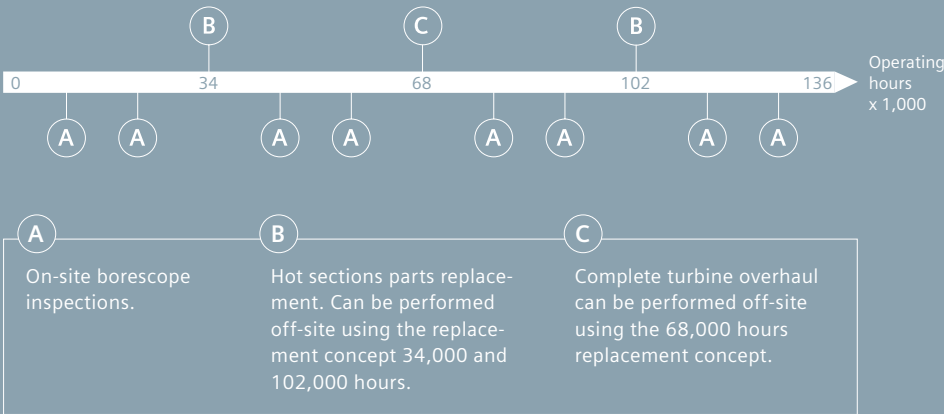 B C B
0 34 68 102 136
Operating
hours
x 1,000
A A A A A A A A
A
On-site borescope
inspections.
B
Hot sections parts replace-
ment. Can be performed
off-site using the replace-
ment concept 34,000 and
102,000 hours.
C
Complete turbine overhaul
can be performed off-site
using the 68,000 hours
replacement concept.